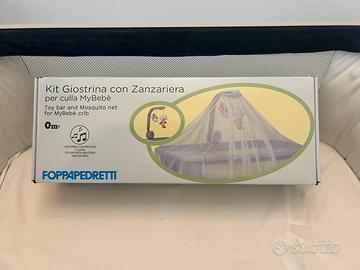 Kit Giostrina con Zanzariera
per culla MyBebè
Toy bar and Mosquito net
for MyBebè crib
0m+
FOPPAPEDRETTI
subito